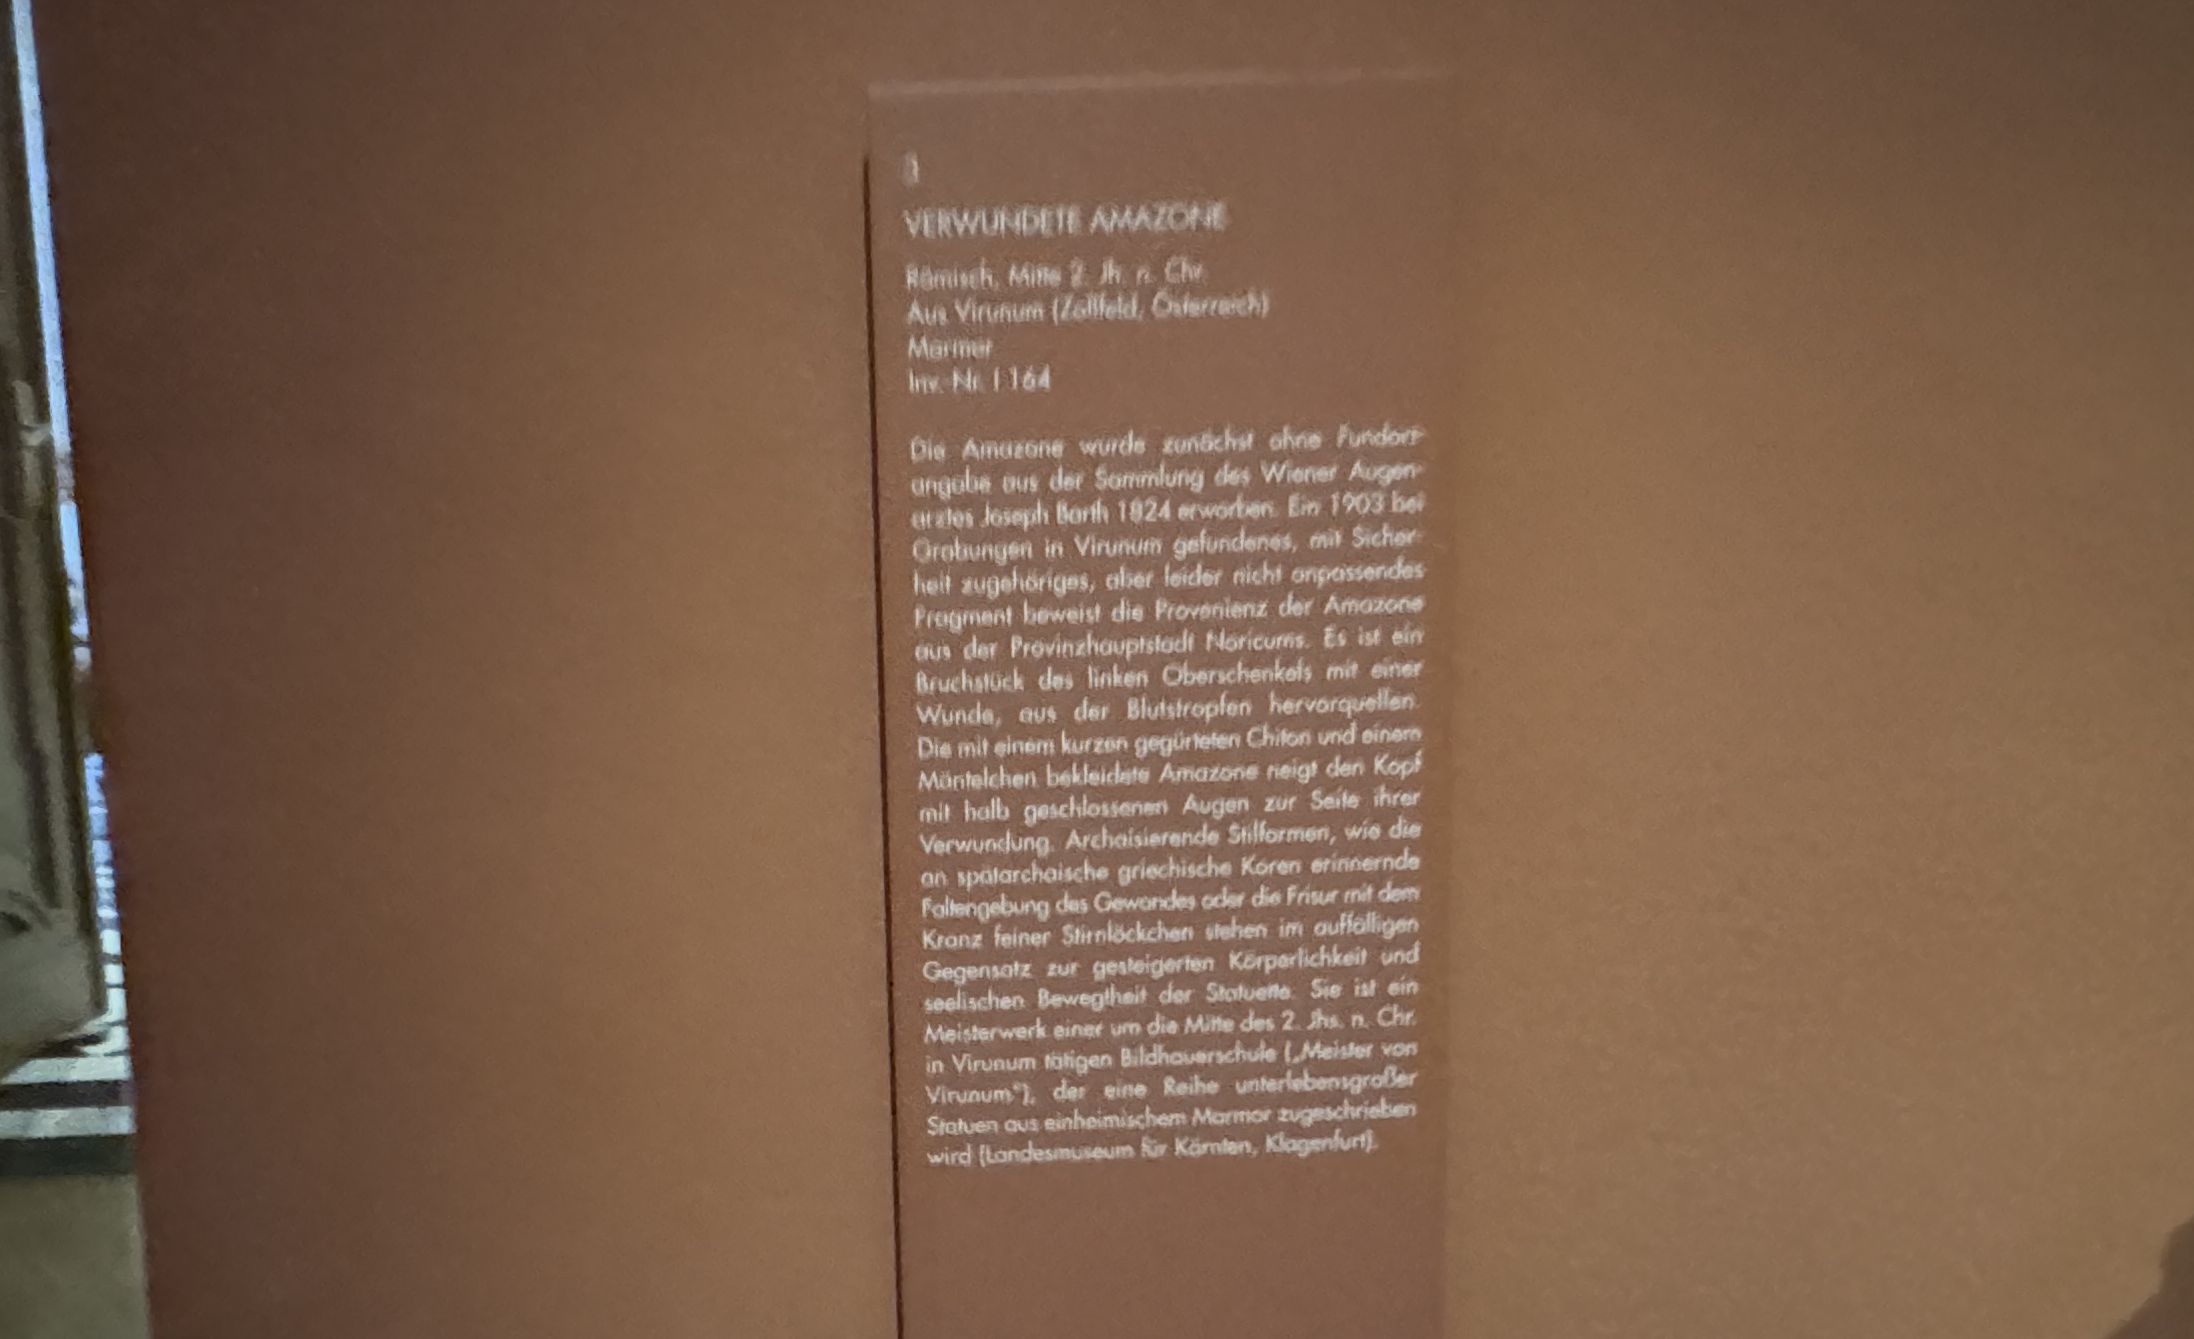 1
VERWUNDETE AMAZONE
Römisch, Mitte 2. Jh. n. Chr.
Aus Virunum (Zollfeld, Österreich)
Marmor
Inv. Nr. I 164
Die Amazone wurde zunächst ohne Fundort-
angabe aus der Sammlung des Wiener Augen-
arztes Joseph Barth 1824 erworben. Ein 1903 bei
Grabungen in Virunum gefundenes, mit Sicher-
heit zugehöriges, aber leider nicht anpassendes
Fragment beweist die Provenienz der Amazone
aus der Provinzhauptstadt Noricums. Es ist ein
Bruchstück des linken Oberschenkels mit einer
Wunde, aus der Blutstropfen hervorquellen.
Die mit einem kurzen gegürteten Chiton und einem
Mäntelchen bekleidete Amazone neigt den Kopf
mit halb geschlossenen Augen zur Seite ihrer
Verwundung. Archaisierende Stilformen, wie die
an spätarchaische griechische Koren erinnernde
Faltengebung des Gewandes oder die Frisur mit dem
Kranz feiner Stirnlöckchen stehen im auffälligen
Gegensatz zur gesteigerten Körperlichkeit und
seelischen Bewegtheit der Statuette. Sie ist ein
Meisterwerk einer um die Mitte des 2. Jhs. n. Chr.
in Virunum tätigen Bildhauerschule („Meister von
Virunum"), der eine Reihe unterlebensgroßer
Statuen aus einheimischem Marmor zugeschrieben
wird (Landesmuseum für Kärnten, Klagenfurt).